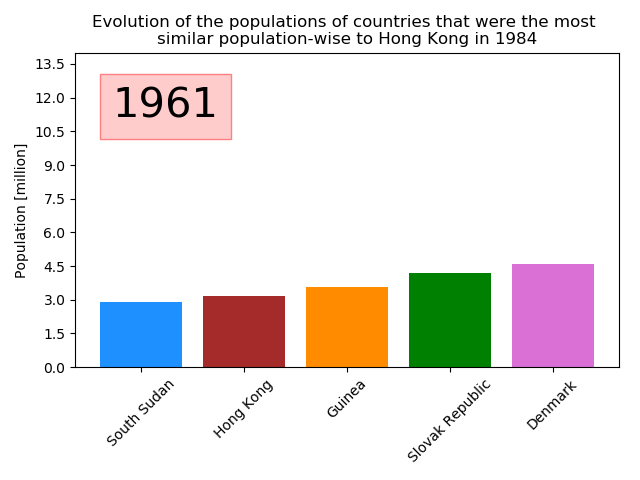 Evolution of the populations of countries that were the most
similar population-wise to Hong Kong in 1984
13.5
12.0
10.5
9.0
7.5
6.0
4.5
3.0
1.5
0.0
Population [million]
1961
South Sudan
Hong Kong
Guinea
Slovak Republic
Denmark